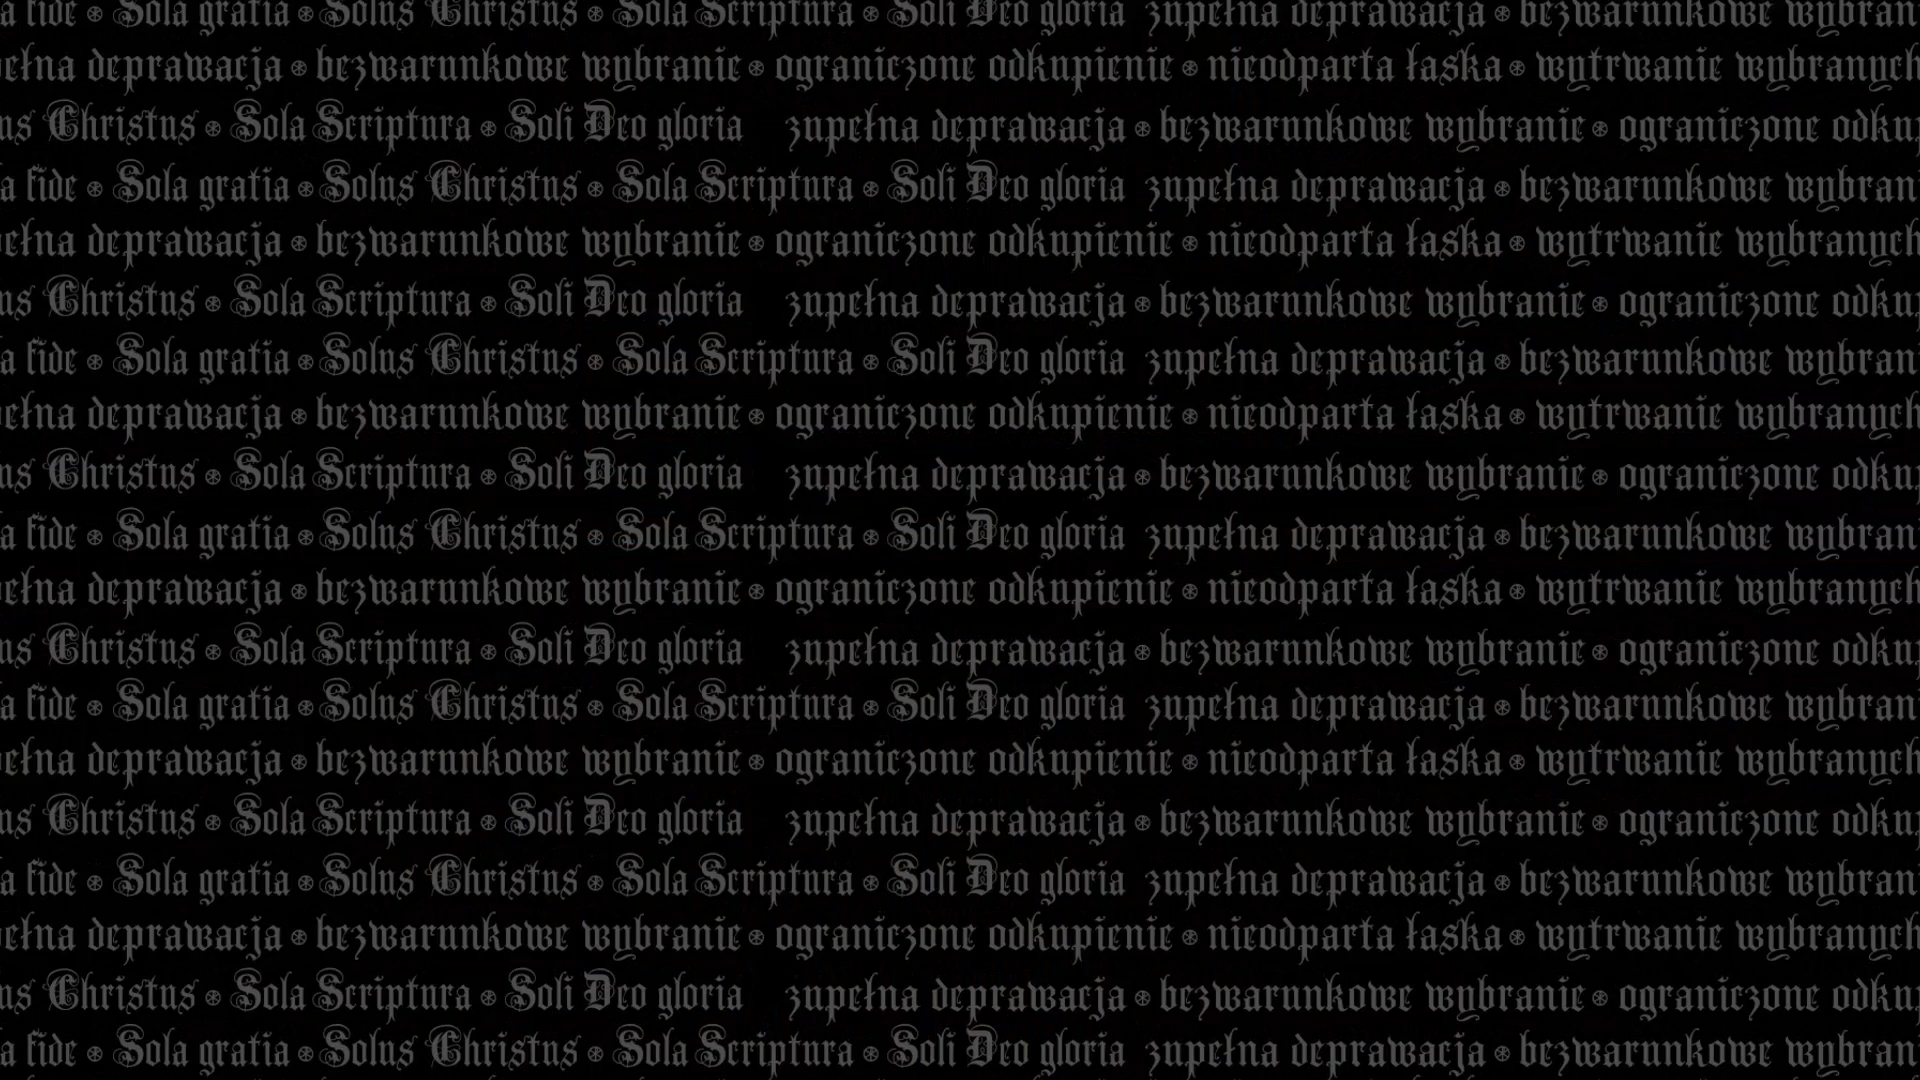 fide ⊛ Sola gratia ⊛ Solus Christus ⊛ Sola Scriptura ⊛ Soli Deo gloria zupełna deprawacja ⊛ bezwarunkowe wybran
ełna deprawacja ⊛ bezwarunkowe wybranie ⊛ ograniczone odkupienie ⊛ nieodparta łaska ⊛ wytrwanie wybranych
us Christus ⊛ Sola Scriptura ⊛ Soli Deo gloria zupełna deprawacja ⊛ bezwarunkowe wybranie ⊛ ograniczone odku
a fide ⊛ Sola gratia ⊛ Solus Christus ⊛ Sola Scriptura ⊛ Soli Deo gloria zupełna deprawacja ⊛ bezwarunkowe wybran
ełna deprawacja ⊛ bezwarunkowe wybranie ⊛ ograniczone odkupienie ⊛ nieodparta łaska ⊛ wytrwanie wybranych
us Christus ⊛ Sola Scriptura ⊛ Soli Deo gloria zupełna deprawacja ⊛ bezwarunkowe wybranie ⊛ ograniczone odku
a fide ⊛ Sola gratia ⊛ Solus Christus ⊛ Sola Scriptura ⊛ Soli Deo gloria zupełna deprawacja ⊛ bezwarunkowe wybran
ełna deprawacja ⊛ bezwarunkowe wybranie ⊛ ograniczone odkupienie ⊛ nieodparta łaska ⊛ wytrwanie wybranych
us Christus ⊛ Sola Scriptura ⊛ Soli Deo gloria zupełna deprawacja ⊛ bezwarunkowe wybranie ⊛ ograniczone odku
a fide ⊛ Sola gratia ⊛ Solus Christus ⊛ Sola Scriptura ⊛ Soli Deo gloria zupełna deprawacja ⊛ bezwarunkowe wybran
ełna deprawacja ⊛ bezwarunkowe wybranie ⊛ ograniczone odkupienie ⊛ nieodparta łaska ⊛ wytrwanie wybranych
us Christus ⊛ Sola Scriptura ⊛ Soli Deo gloria zupełna deprawacja ⊛ bezwarunkowe wybranie ⊛ ograniczone odku
a fide ⊛ Sola gratia ⊛ Solus Christus ⊛ Sola Scriptura ⊛ Soli Deo gloria zupełna deprawacja ⊛ bezwarunkowe wybran
ełna deprawacja ⊛ bezwarunkowe wybranie ⊛ ograniczone odkupienie ⊛ nieodparta łaska ⊛ wytrwanie wybranych
us Christus ⊛ Sola Scriptura ⊛ Soli Deo gloria zupełna deprawacja ⊛ bezwarunkowe wybranie ⊛ ograniczone odku
a fide ⊛ Sola gratia ⊛ Solus Christus ⊛ Sola Scriptura ⊛ Soli Deo gloria zupełna deprawacja ⊛ bezwarunkowe wybran
ełna deprawacja ⊛ bezwarunkowe wybranie ⊛ ograniczone odkupienie ⊛ nieodparta łaska ⊛ wytrwanie wybranych
us Christus ⊛ Sola Scriptura ⊛ Soli Deo gloria zupełna deprawacja ⊛ bezwarunkowe wybranie ⊛ ograniczone odku
a fide ⊛ Sola gratia ⊛ Solus Christus ⊛ Sola Scriptura ⊛ Soli Deo gloria zupełna deprawacja ⊛ bezwarunkowe wybran